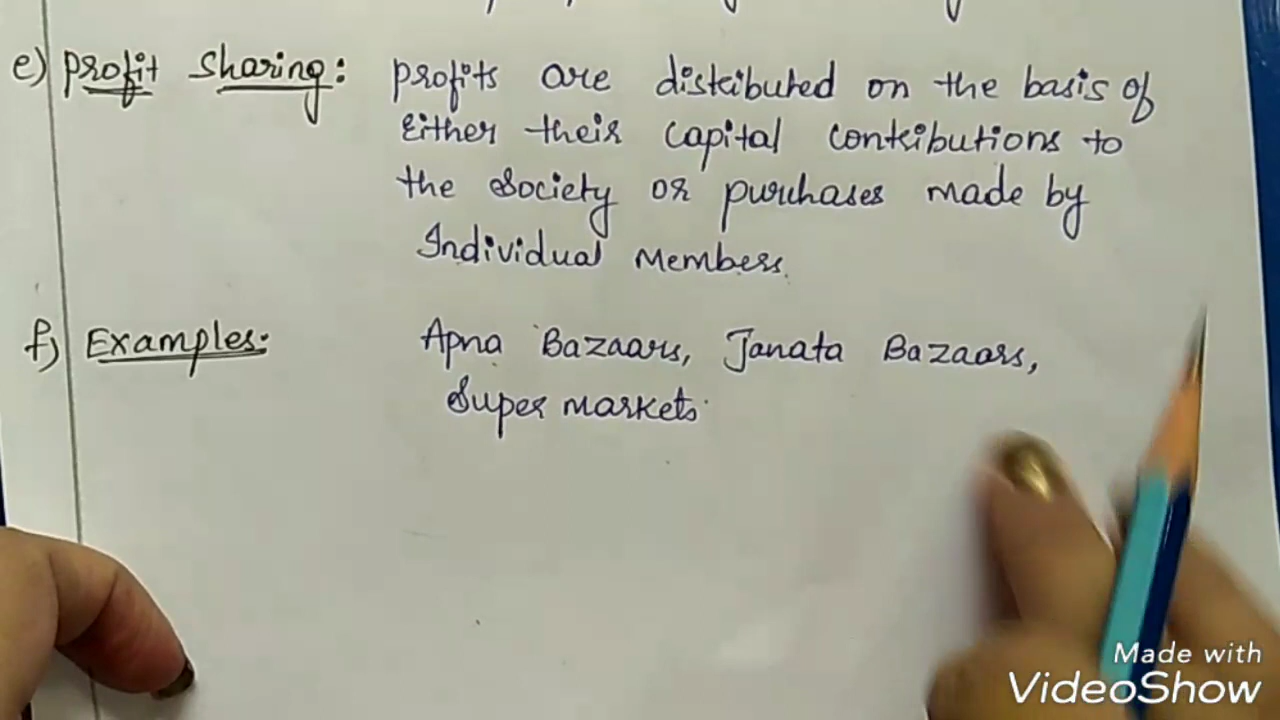 e) Profit Sharing: profits are distributed on the basis of
Either their capital contributions to
the society or purchases made by
Individual Members.
f) Examples: Apna Bazaars, Janata Bazaars,
Super markets.
Made with
VideoShow